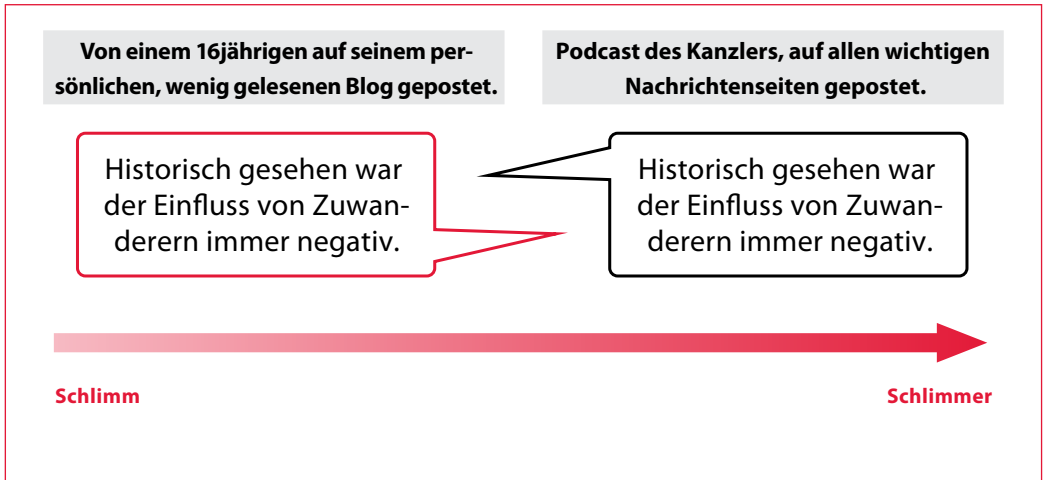 Von einem 16jährigen auf seinem per-
sönlichen, wenig gelesenen Blog gepostet.
Podcast des Kanzlers, auf allen wichtigen
Nachrichtenseiten gepostet.
Historisch gesehen war
der Einfluss von Zuwan-
derern immer negativ.
Historisch gesehen war
der Einfluss von Zuwan-
derern immer negativ.
Schlimm
Schlimmer